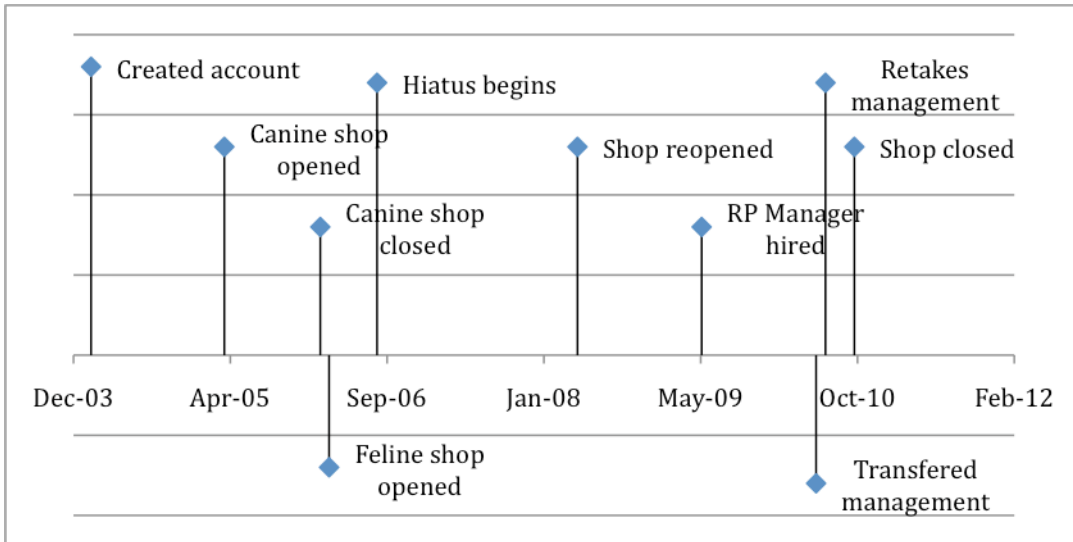 Created account
Hiatus begins
Retakes
management
Canine shop
opened
Shop reopened
Shop closed
Canine shop
closed
RP Manager
hired
Dec-03 Apr-05 Sep-06 Jan-08 May-09 Oct-10 Feb-12
Feline shop
opened
Transfered
management